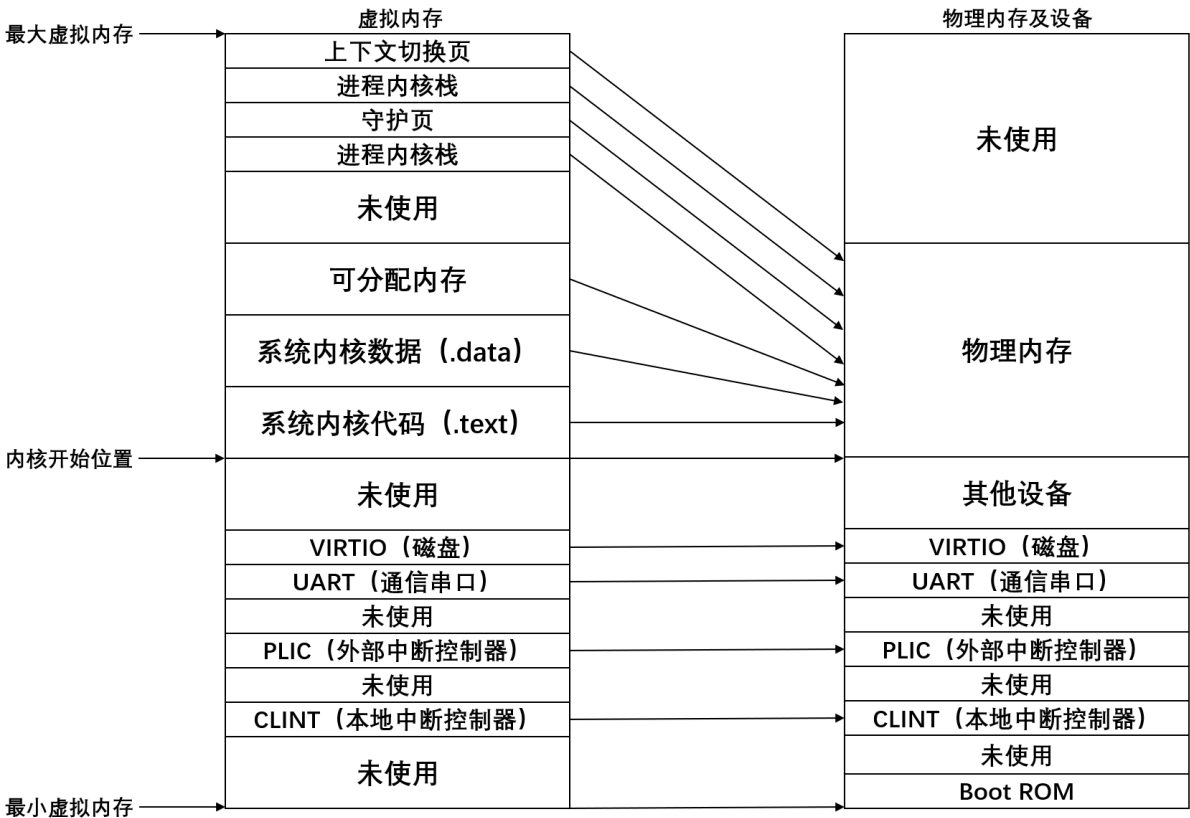 虚拟内存
物理内存及设备
最大虚拟内存
上下文切换页
进程内核栈
守护页
进程内核栈
未使用
可分配内存
系统内核数据（.data）
系统内核代码（.text）
内核开始位置
未使用
VIRTIO（磁盘）
UART（通信串口）
未使用
PLIC（外部中断控制器）
未使用
CLINT（本地中断控制器）
未使用
最小虚拟内存
未使用
物理内存
其他设备
VIRTIO（磁盘）
UART（通信串口）
未使用
PLIC（外部中断控制器）
未使用
CLINT（本地中断控制器）
未使用
Boot ROM